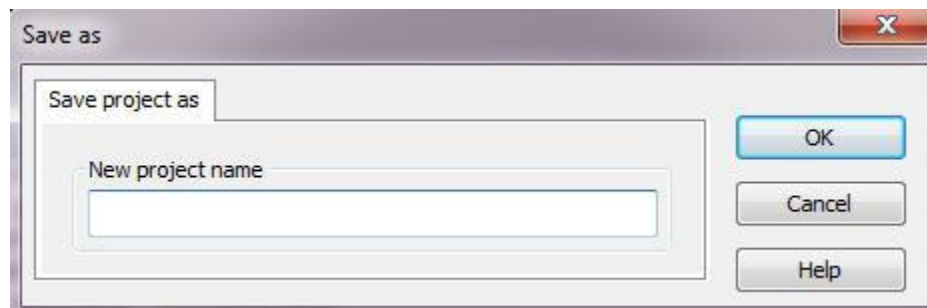 Save as
Save project as
New project name
OK
Cancel
Help